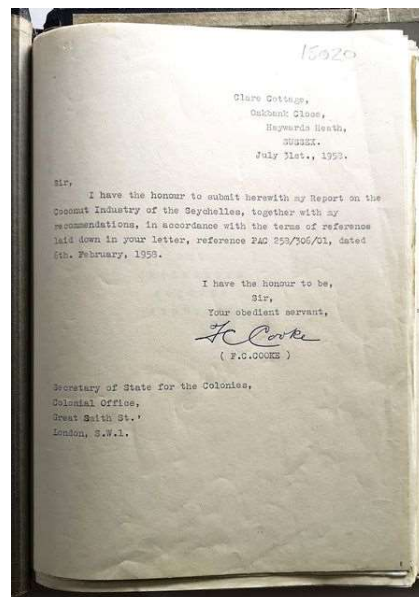 15020
Clare Cottage,
Oakbank Close,
Haywards Heath,
SUSSEX.
July 31st., 1958.
Sir,
I have the honour to submit herewith my Report on the
Coconut Industry of the Seychelles, together with my
recommendations, in accordance with the terms of reference
laid down in your letter, reference PAC 258/306/01, dated
6th. February, 1958.
I have the honour to be,
Sir,
Your obedient servant,
FC Cooke
( F.C.COOKE )
Secretary of State for the Colonies,
Colonial Office,
Great Smith St.'
London, S.W.1.